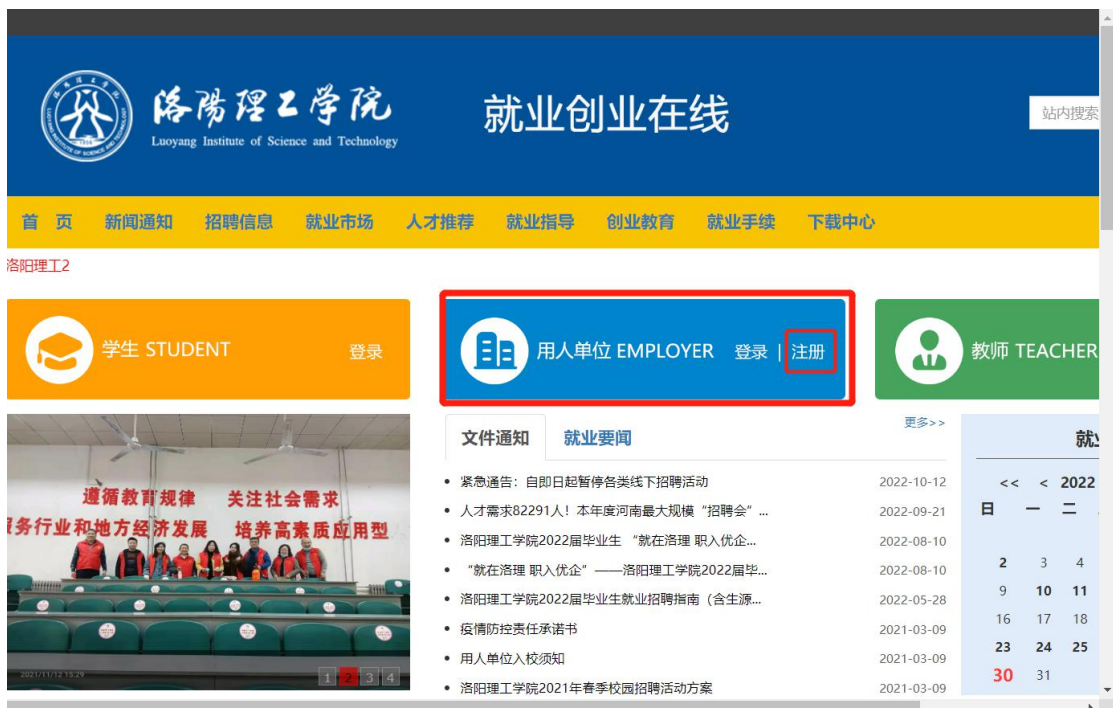 洛陽理工学院
Luoyang Institute of Science and Technology
就业创业在线
站内搜索
首 页 新闻通知 招聘信息 就业市场 人才推荐 就业指导 创业教育 就业手续 下载中心
洛阳理工2
学生 STUDENT 登录
用人单位 EMPLOYER 登录 | 注册
教师 TEACHER
遵循教育规律 关注社会需求
务行业和地方经济发展 培养高素质应用型
2021/11/12 15:29
1 2 3 4
文件通知 就业要闻 更多>>
• 紧急通告：自即日起暂停各类线下招聘活动 2022-10-12
• 人才需求82291人！本年度河南最大规模“招聘会”... 2022-09-21
• 洛阳理工学院2022届毕业生 “就在洛理 职入优企... 2022-08-10
• “就在洛理 职入优企”——洛阳理工学院2022届毕... 2022-08-10
• 洛阳理工学院2022届毕业生就业招聘指南（含生源... 2022-05-28
• 疫情防控责任承诺书 2021-03-09
• 用人单位入校须知 2021-03-09
• 洛阳理工学院2021年春季校园招聘活动方案 2021-03-09
就
<< < 2022
日 一 二
2 3 4
9 10 11
16 17 18
23 24 25
30 31